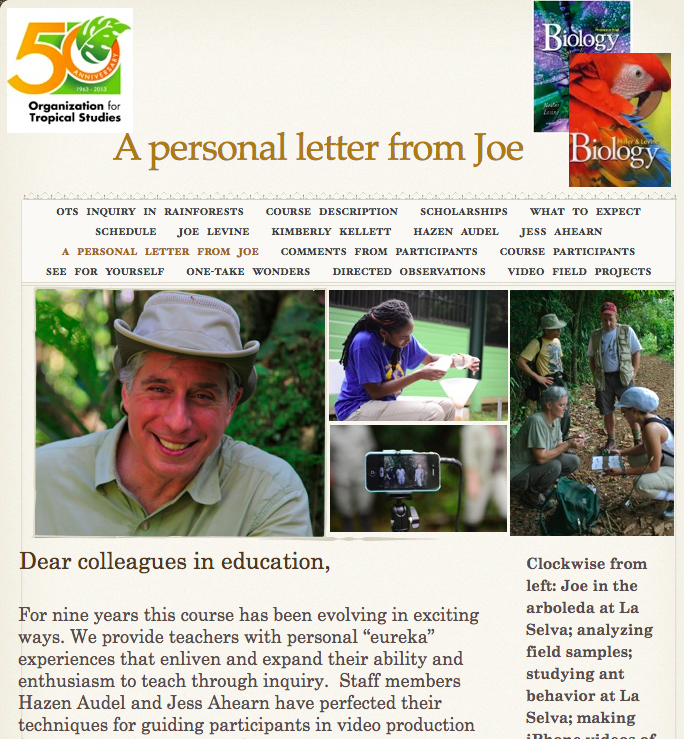 50
ANNIVERSARY
1963 - 2013
Organization for
Tropical Studies
Biology
Miller & Levine
Biology
A personal letter from Joe
OTS INQUIRY IN RAINFORESTS COURSE DESCRIPTION SCHOLARSHIPS WHAT TO EXPECT
SCHEDULE JOE LEVINE KIMBERLY KELLETT HAZEN AUDEL JESS AHEARN
A PERSONAL LETTER FROM JOE COMMENTS FROM PARTICIPANTS COURSE PARTICIPANTS
SEE FOR YOURSELF ONE-TAKE WONDERS DIRECTED OBSERVATIONS VIDEO FIELD PROJECTS
Dear colleagues in education,
For nine years this course has been evolving in exciting
ways. We provide teachers with personal “eureka”
experiences that enliven and expand their ability and
enthusiasm to teach through inquiry. Staff members
Hazen Audel and Jess Ahearn have perfected their
techniques for guiding participants in video production
Clockwise from
left: Joe in the
arboleda at La
Selva; analyzing
field samples;
studying ant
behavior at La
Selva; making
iPhone videos of